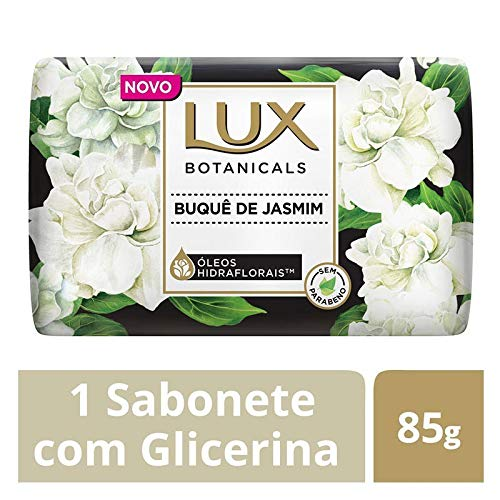 NOVO
LUX
BOTANICALS
BUQUÊ DE JASMIM
ÓLEOS
HIDRAFLORAIS™
SEM
PARABENO
1 Sabonete
com Glicerina
85g